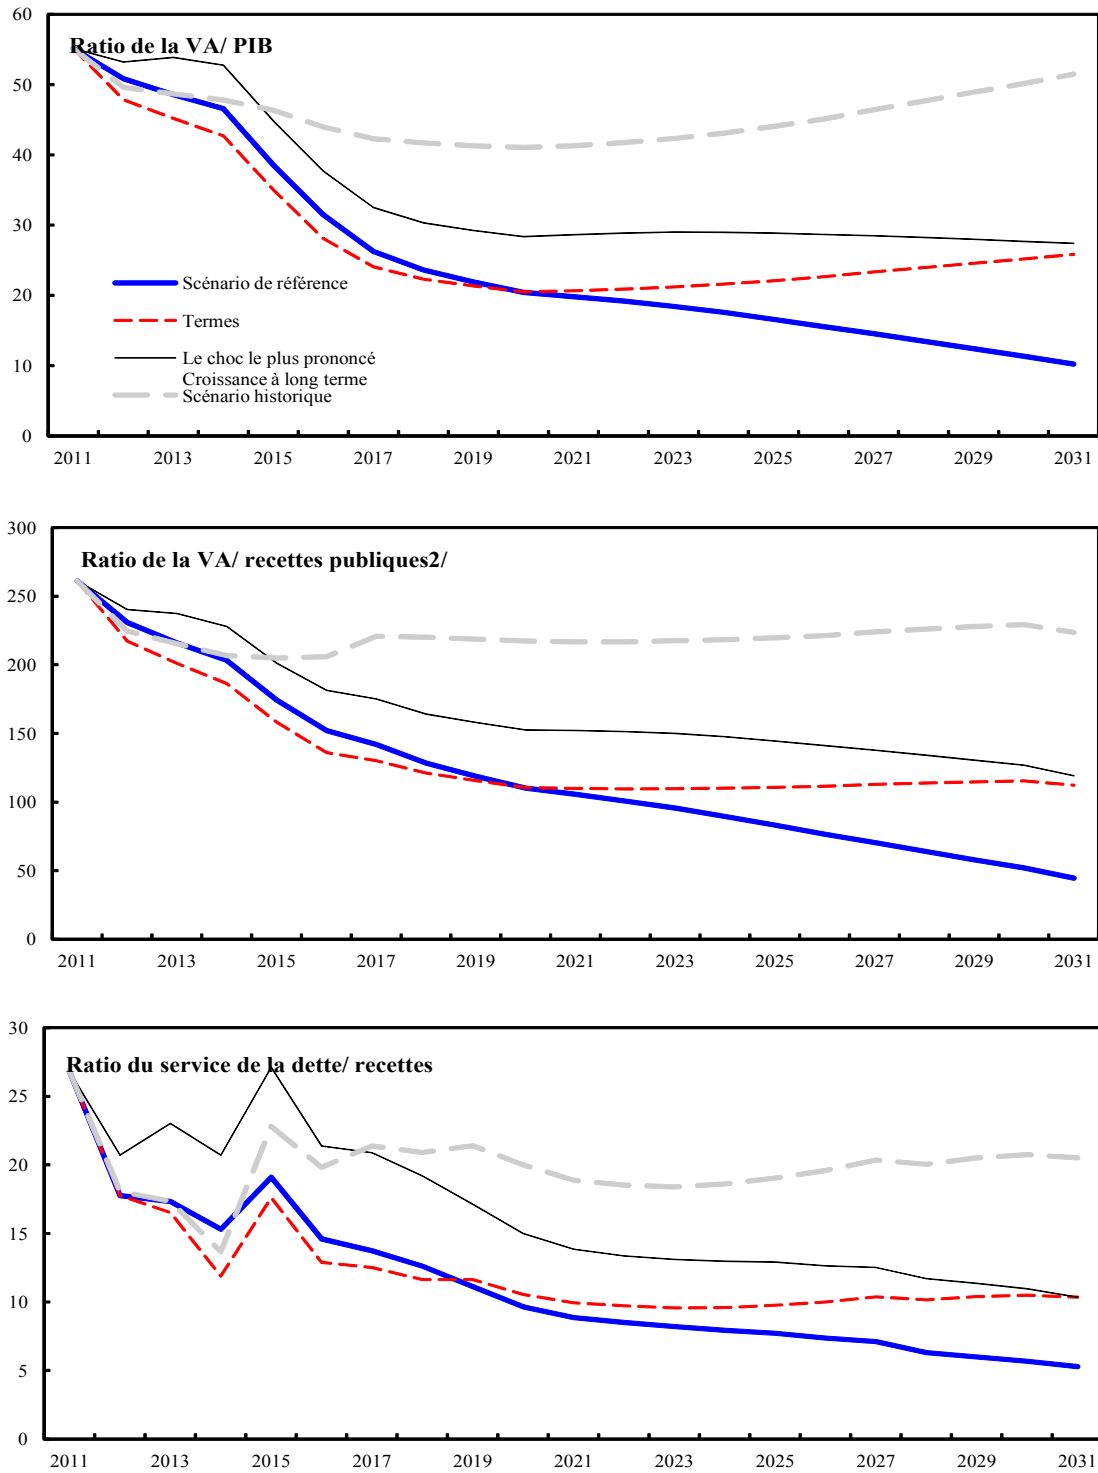 60
Ratio de la VA/ PIB
50
40
30
Scénario de référence
20
Termes
Le choc le plus prononcé
10
Croissance à long terme
Scénario historique
0
2011 2013 2015 2017 2019 2021 2023 2025 2027 2029 2031
300
Ratio de la VA/ recettes publiques2/
250
200
150
100
50
0
2011 2013 2015 2017 2019 2021 2023 2025 2027 2029 2031
30
Ratio du service de la dette/ recettes
25
20
15
10
5
0
2011 2013 2015 2017 2019 2021 2023 2025 2027 2029 2031